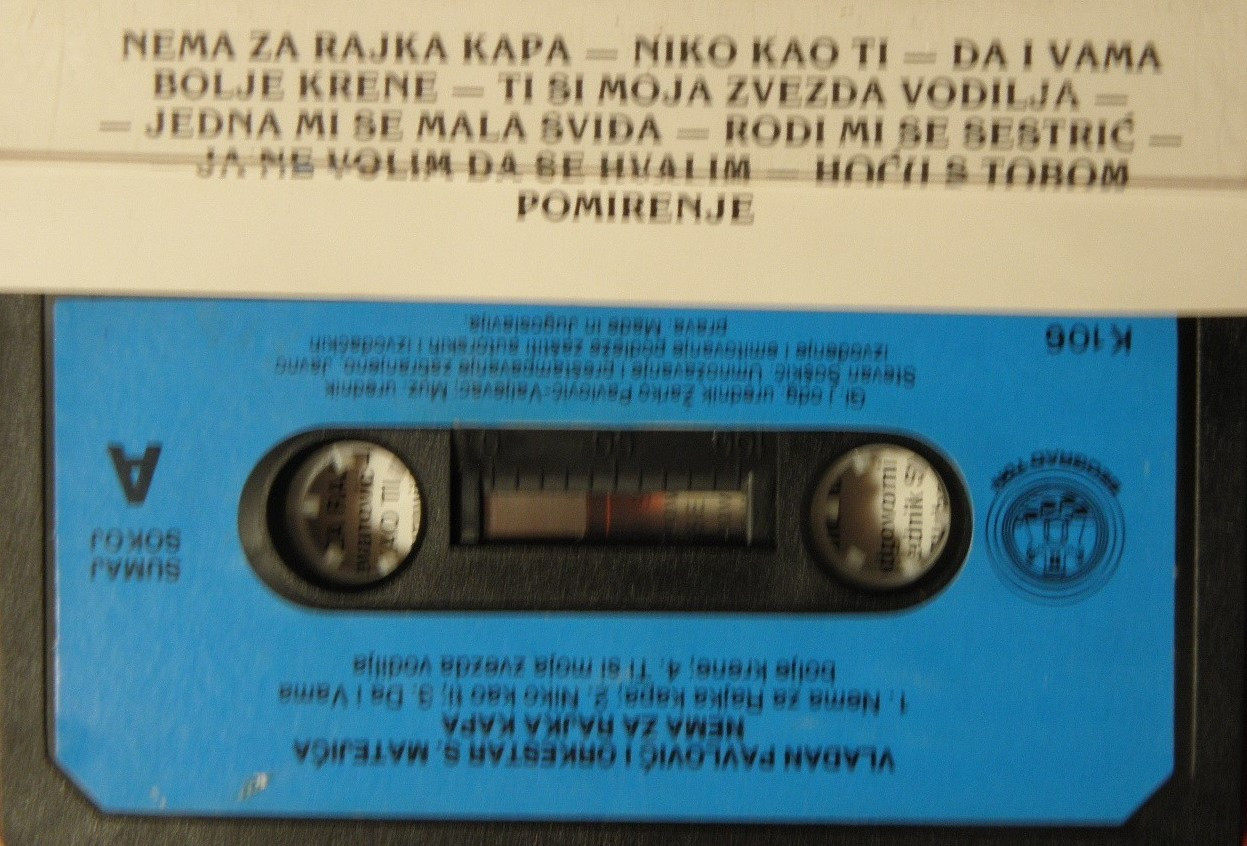 NEMA ZA RAJKA KAPA — NIKO KAO TI — DA I VAMA
BOLJE KRENE — TI SI MOJA ZVEZDA VODILJA —
— JEDNA MI SE MALA SVIĐA — RODI MI SE SESTRIĆ —
JA NE VOLIM DA SE HVALIM — HOĆU S TOBOM
POMIRENJE
VLADAN PAVLOVIĆ I ORKESTAR S. MATEJIĆA
NEMA ZA RAJKA KAPA
1. Nema za Rajka kapa; 2. Niko kao ti; 3. Da i Vama
bolje krene; 4. Ti si moja zvezda vodilja
SUMAJ
SOKOJ
A
BEOGRAD TON
Gl. i odg. urednik Žarko Pavlović-Valjevac; Muz. urednik
Stevan Šoškić. Umnožavanje i preštampavanje zabranjeno. Javno
izvođenje i emitovanje podleže zaštiti autorskih i izvođačkih
prava. Made in Jugoslavija.
K 106